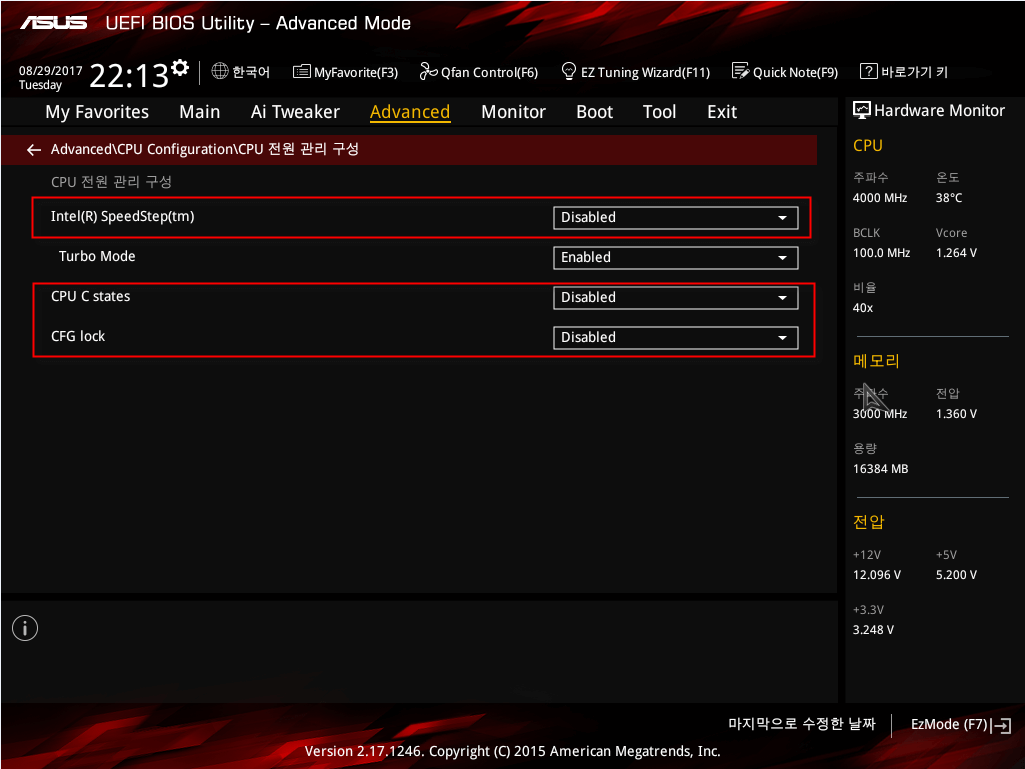 ASUS UEFI BIOS Utility – Advanced Mode
08/29/2017
Tuesday
22:13
한국어
MyFavorite(F3)
Qfan Control(F6)
EZ Tuning Wizard(F11)
Quick Note(F9)
? 바로가기 키
My Favorites Main Ai Tweaker Advanced Monitor Boot Tool Exit
← Advanced\CPU Configuration\CPU 전원 관리 구성
CPU 전원 관리 구성
Intel(R) SpeedStep(tm) Disabled
Turbo Mode Enabled
CPU C states Disabled
CFG lock Disabled
Hardware Monitor
CPU
주파수 온도
4000 MHz 38°C
BCLK Vcore
100.0 MHz 1.264 V
비율
40x
메모리
주파수 전압
3000 MHz 1.360 V
용량
16384 MB
전압
+12V +5V
12.096 V 5.200 V
+3.3V
3.248 V
i
마지막으로 수정한 날짜
EzMode (F7)
Version 2.17.1246. Copyright (C) 2015 American Megatrends, Inc.